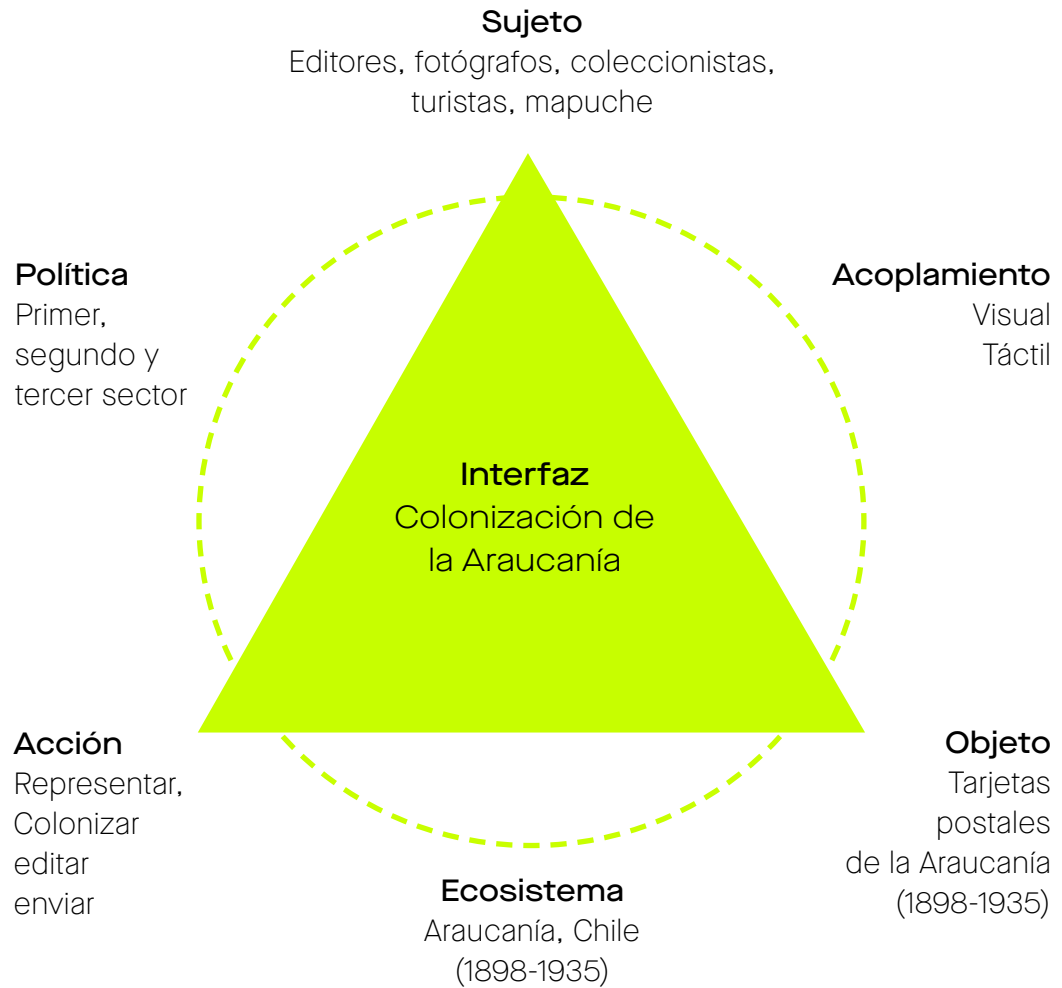 Sujeto
Editores, fotógrafos, coleccionistas,
turistas, mapuche
Política
Primer,
segundo y
tercer sector
Acoplamiento
Visual
Táctil
Interfaz
Colonización de
la Araucanía
Acción
Representar,
Colonizar
editar
enviar
Ecosistema
Araucanía, Chile
(1898-1935)
Objeto
Tarjetas
postales
de la Araucanía
(1898-1935)